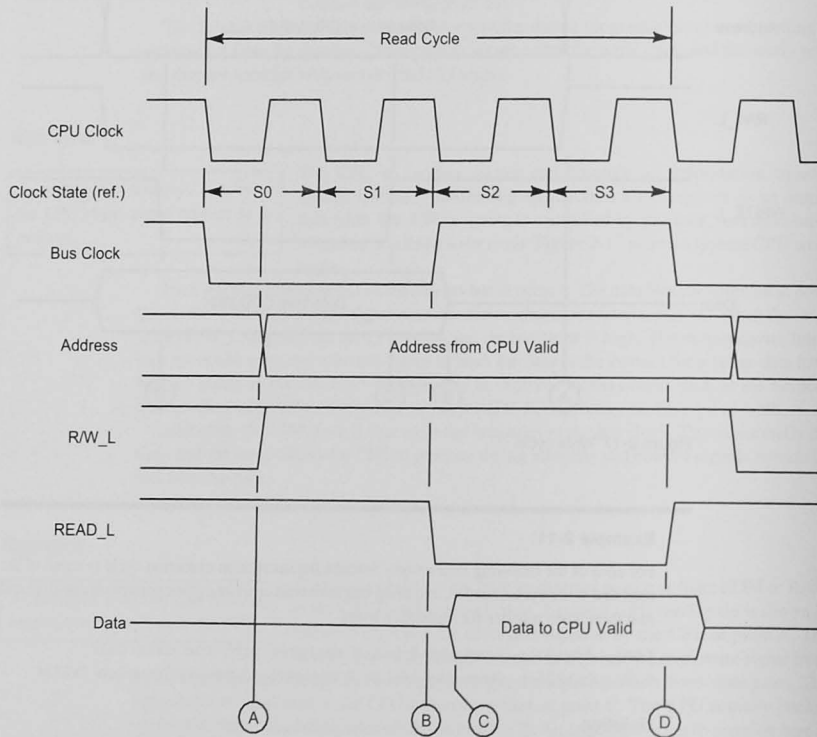 Read Cycle
CPU Clock
Clock State (ref.)
S0
S1
S2
S3
Bus Clock
Address
Address from CPU Valid
R/W_L
READ_L
Data
Data to CPU Valid
A
B
C
D